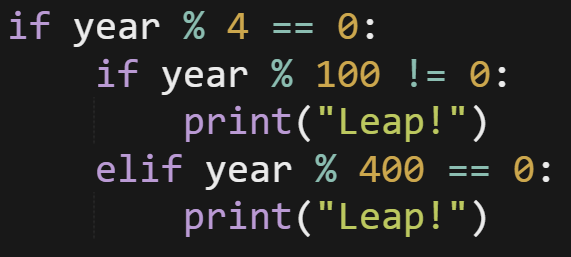 if year % 4 == 0:
    if year % 100 != 0:
        print("Leap!")
    elif year % 400 == 0:
        print("Leap!")